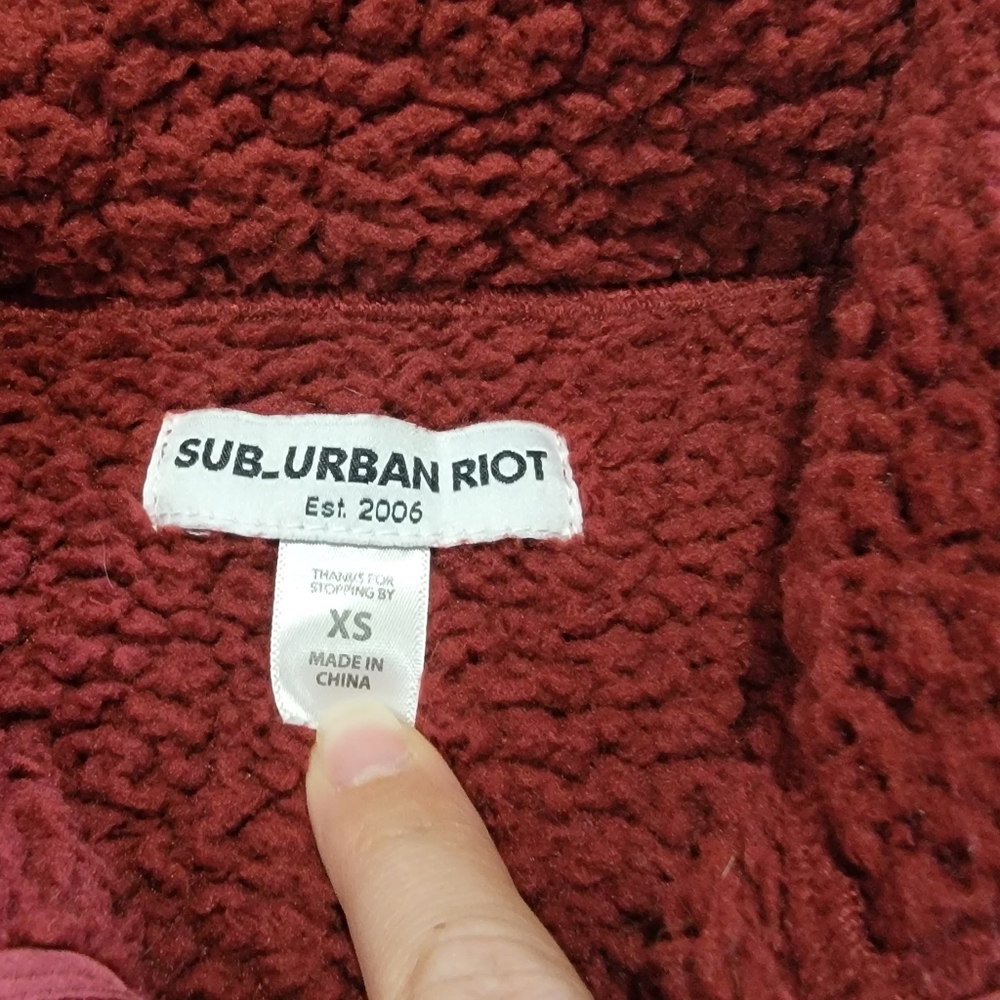 SUB_URBAN RIOT
Est. 2006
THANKS FOR
STOPPING BY
XS
MADE IN
CHINA